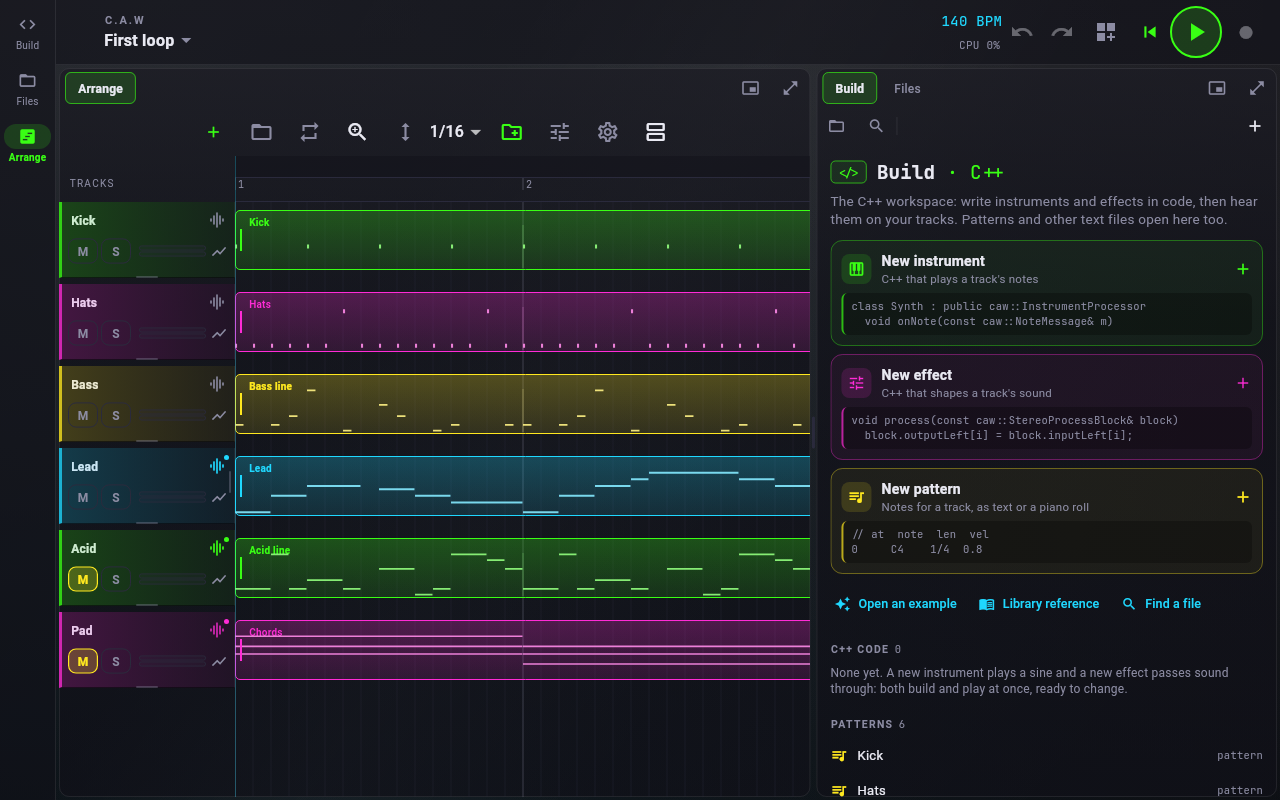 C.A.W
First loop
140 BPM
CPU 0%
Build
Files
Arrange
Arrange
1/16
TRACKS
1
2
Kick
M S
Hats
M S
Bass
M S
Lead
M S
Acid
M S
Pad
M S
Kick
Hats
Bass line
Lead
Acid line
Chords
Build
Files
</> Build · C++
The C++ workspace: write instruments and effects in code, then hear
them on your tracks. Patterns and other text files open here too.
New instrument
C++ that plays a track's notes
class Synth : public caw::InstrumentProcessor
void onNote(const caw::NoteMessage& m)
New effect
C++ that shapes a track's sound
void process(const caw::StereoProcessBlock& block)
block.outputLeft[i] = block.inputLeft[i];
New pattern
Notes for a track, as text or a piano roll
// at note len vel
0 C4 1/4 0.8
Open an example
Library reference
Find a file
C++ CODE 0
None yet. A new instrument plays a sine and a new effect passes sound
through: both build and play at once, ready to change.
PATTERNS 6
Kick pattern
Hats pattern